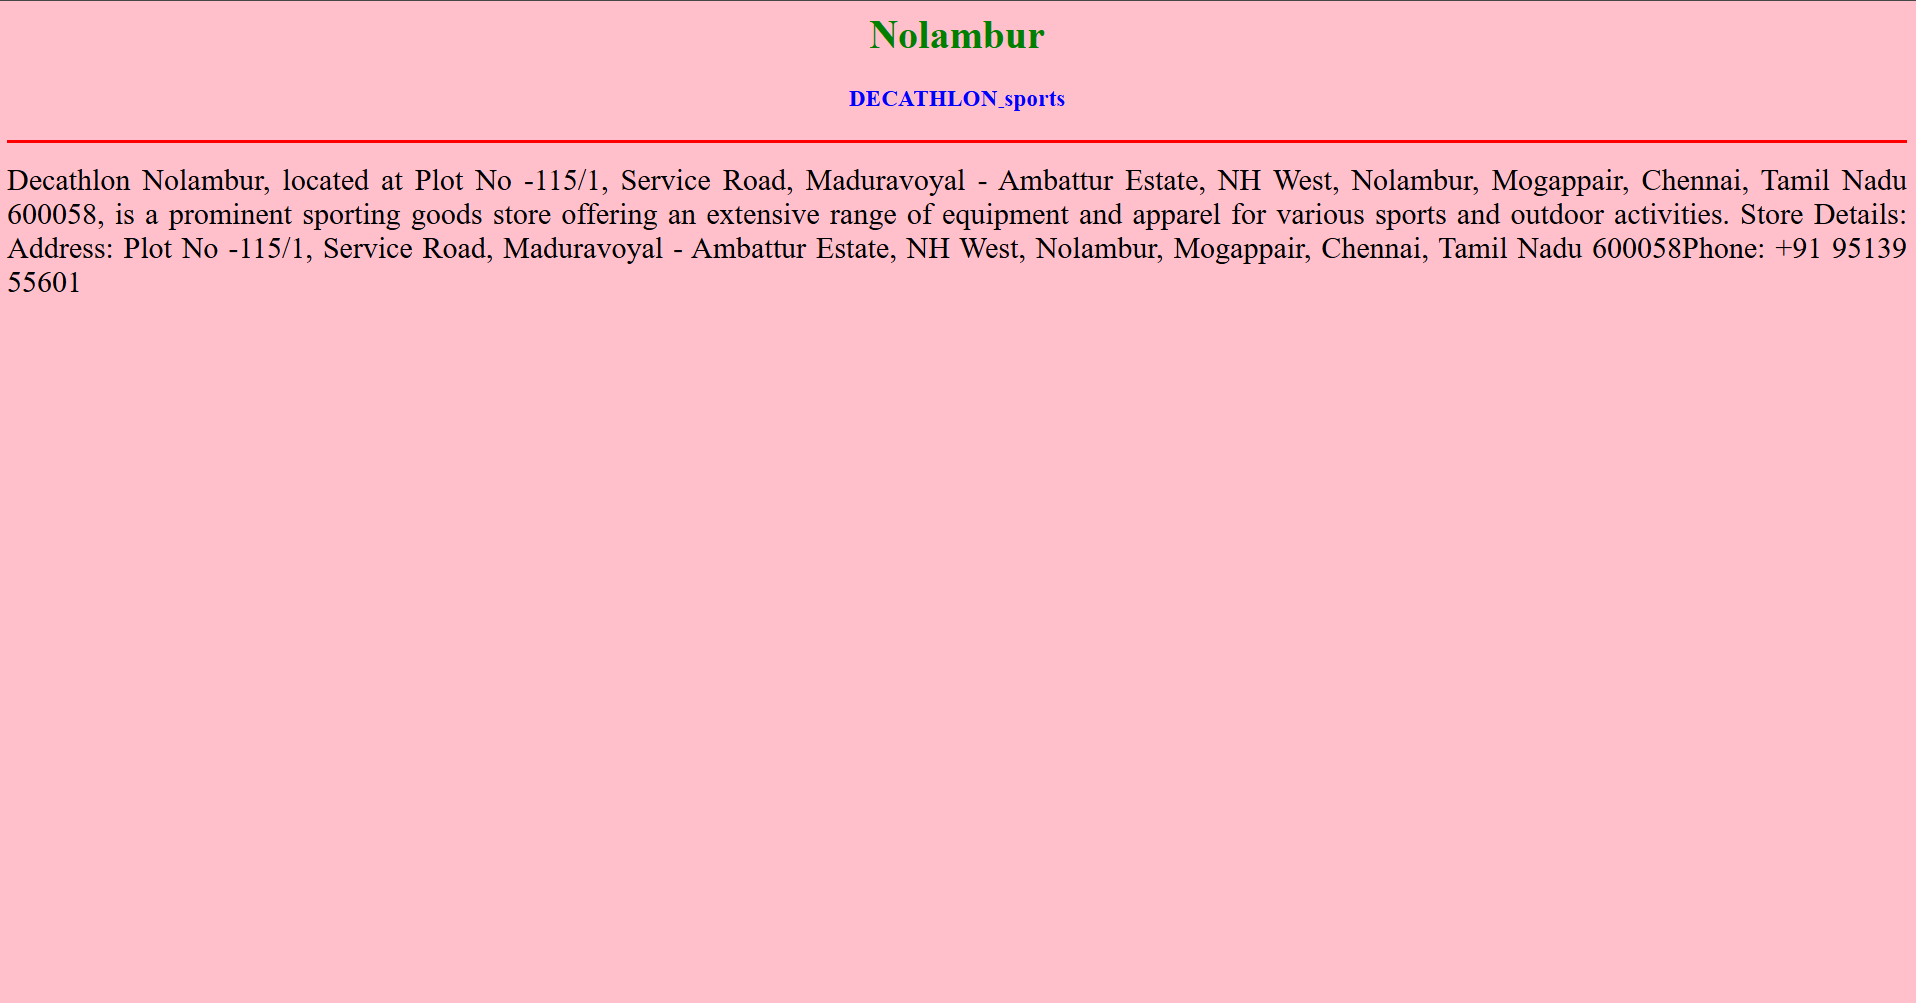 Nolambur
DECATHLON_sports
Decathlon Nolambur, located at Plot No -115/1, Service Road, Maduravoyal - Ambattur Estate, NH West, Nolambur, Mogappair, Chennai, Tamil Nadu
600058, is a prominent sporting goods store offering an extensive range of equipment and apparel for various sports and outdoor activities. Store Details:
Address: Plot No -115/1, Service Road, Maduravoyal - Ambattur Estate, NH West, Nolambur, Mogappair, Chennai, Tamil Nadu 600058Phone: +91 95139
55601